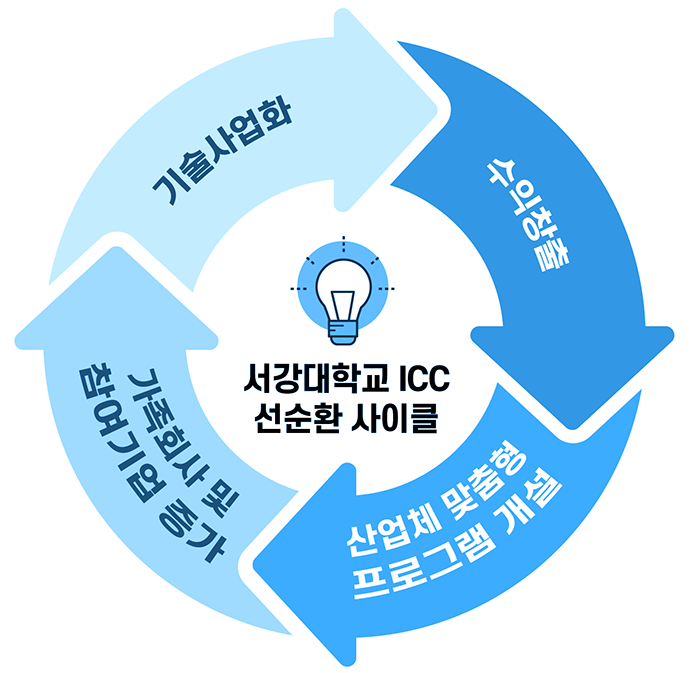 기술사업화
수익창출
서강대학교 ICC
선순환 사이클
산업체 맞춤형
프로그램 개설
가족회사 및
참여기업 증가